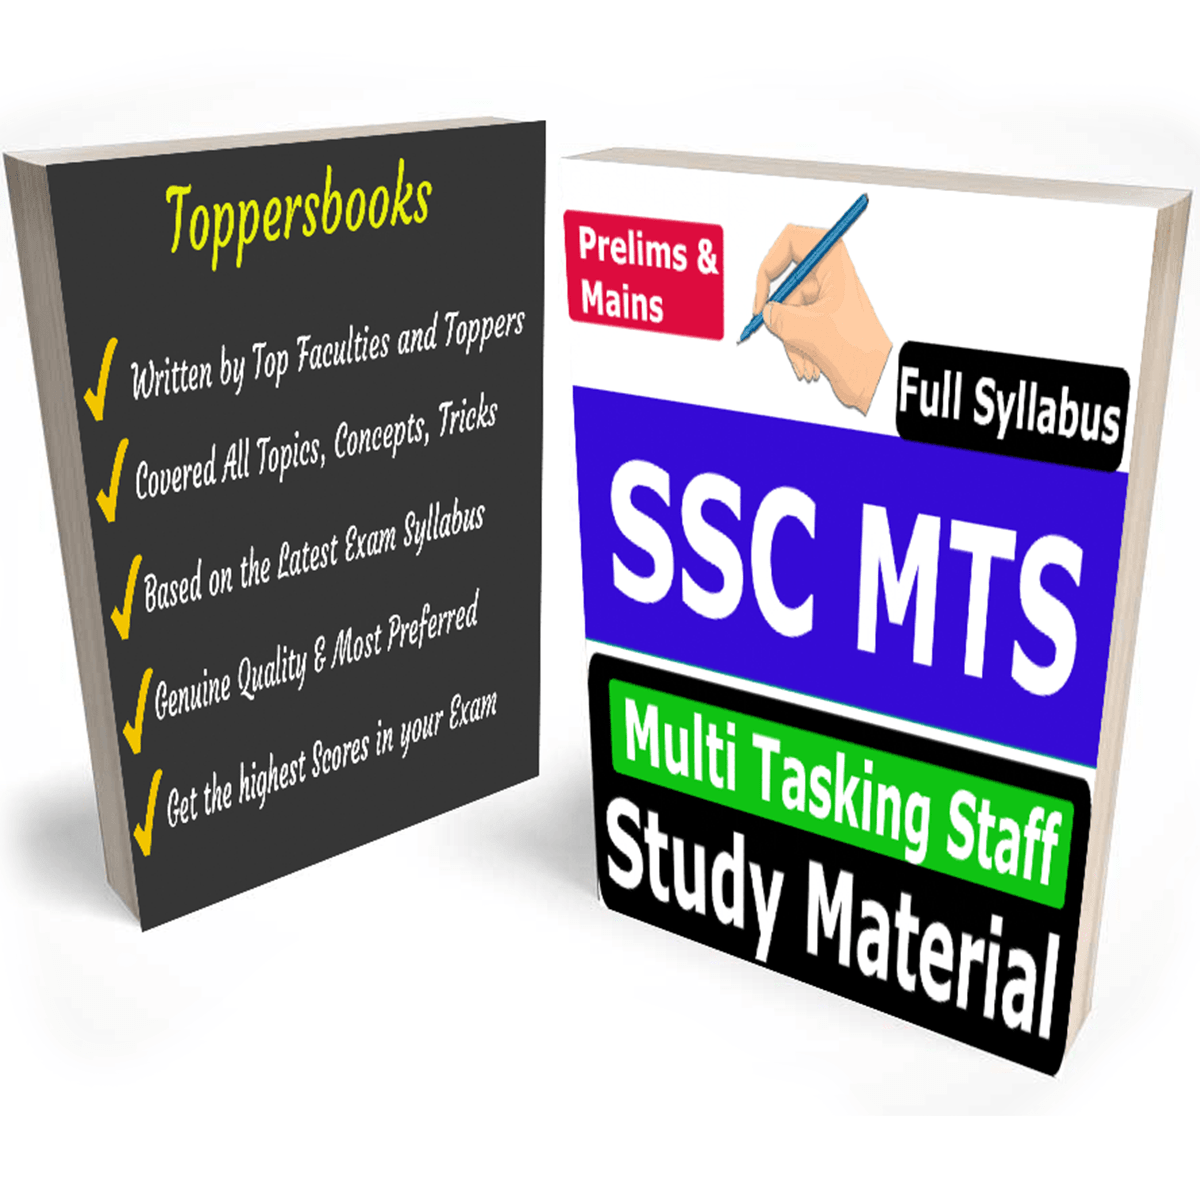 Toppersbooks
Written by Top Faculties and Toppers
Covered All Topics, Concepts, Tricks
Based on the Latest Exam Syllabus
Genuine Quality & Most Preferred
Get the highest Scores in your Exam
Prelims &
Mains
Full Syllabus
SSC MTS
Multi Tasking Staff
Study Material